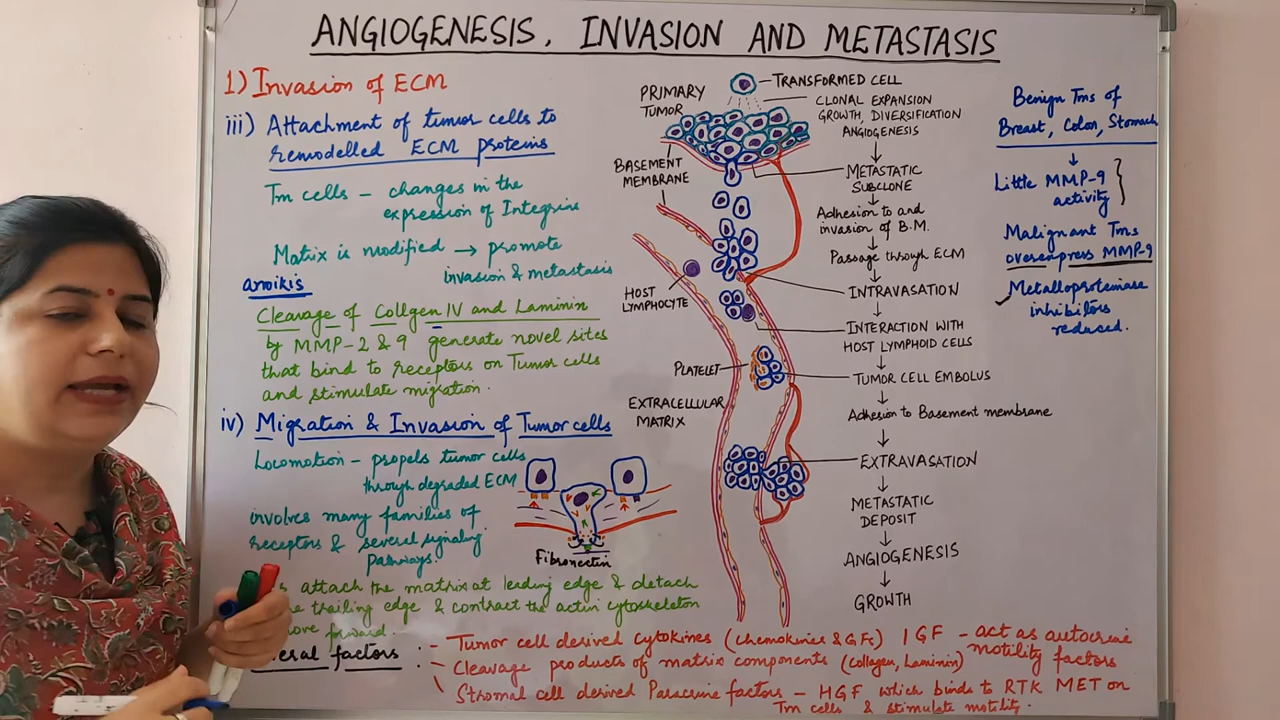 ANGIOGENESIS, INVASION AND METASTASIS
1) Invasion of ECM
iii) Attachment of tumor cells to
remodelled ECM proteins
Tm cells – changes in the
expression of Integrins
Matrix is modified → promote
invasion & metastasis
anoikis
Cleavage of Collgen IV and Laminin
by MMP-2 & 9 generate novel sites
that bind to receptors on Tumor cells
and stimulate migration.
iv) Migration & Invasion of Tumor cells
Locomotion – propels tumor cells
through degraded ECM
involves many families of
receptors & several signaling
pathways.
attach the matrix at leading edge & detach
trailing edge & contract the actin cytoskeleton
forward.
Fibronectin
factors :
- Tumor cell derived cytokines (Chemokines & GFs) IGF – act as autocrine
motility factors
- Cleavage products of matrix components (Collagen, Laminin)
\ Stromal cell derived Paracrine factors – HGF which binds to RTK MET on
Tm cells & stimulate motility.
PRIMARY
TUMOR
BASEMENT
MEMBRANE
HOST
LYMPHOCYTE
PLATELET
EXTRACELLULAR
MATRIX
TRANSFORMED CELL
CLONAL EXPANSION
GROWTH, DIVERSIFICATION
ANGIOGENESIS
↓
METASTATIC
SUBCLONE
↓
Adhesion to and
invasion of B.M.
↓
Passage through ECM
↓
INTRAVASATION
↓
INTERACTION WITH
HOST LYMPHOID CELLS
↓
TUMOR CELL EMBOLUS
↓
Adhesion to Basement membrane
↓
EXTRAVASATION
↓
METASTATIC
DEPOSIT
↓
ANGIOGENESIS
↓
GROWTH
Benign Tms of
Breast, Colon, Stomach
↓
Little MMP-9
activity
Malignant Tms
overexpress MMP-9
Metalloproteinase
inhibitors
reduced.